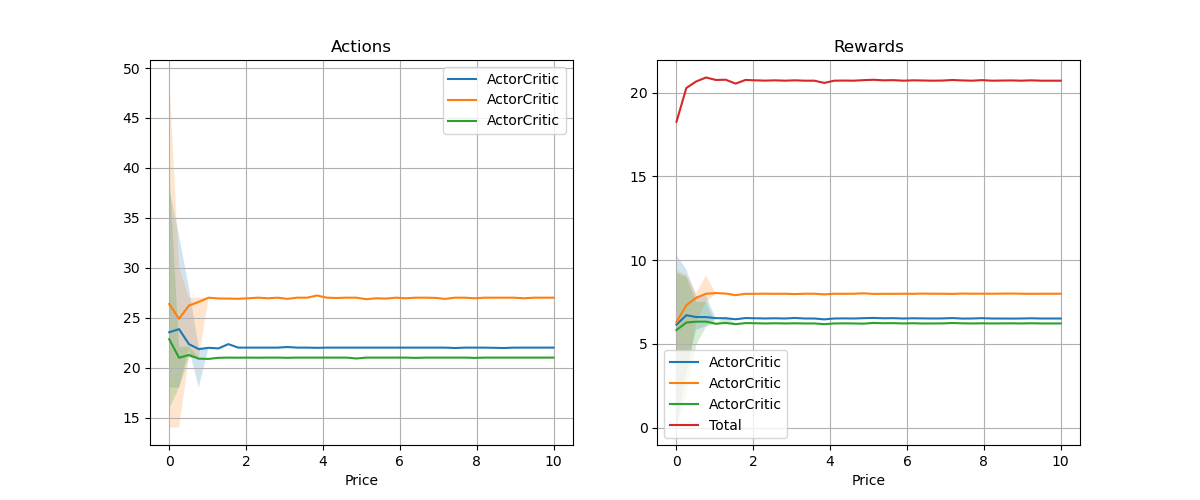 Actions
50
45
40
35
30
25
20
15
0 2 4 6 8 10
Price
ActorCritic
ActorCritic
ActorCritic
Rewards
20
15
10
5
0
0 2 4 6 8 10
Price
ActorCritic
ActorCritic
ActorCritic
Total